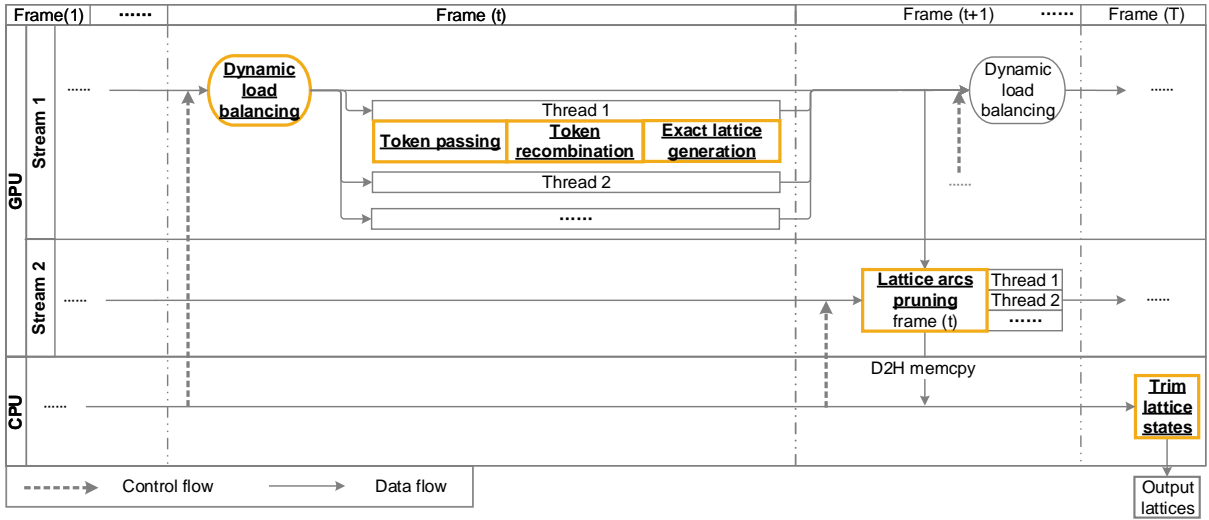 Frame(1)
······
Frame (t)
Frame (t+1)
······
Frame (T)
GPU
Stream 1
······
Dynamic
load
balancing
Thread 1
Token passing
Token
recombination
Exact lattice
generation
Thread 2
······
Dynamic
load
balancing
······
······
Stream 2
······
Lattice arcs
pruning
frame (t)
Thread 1
Thread 2
······
······
D2H memcpy
CPU
······
Trim
lattice
states
Control flow
Data flow
Output
lattices